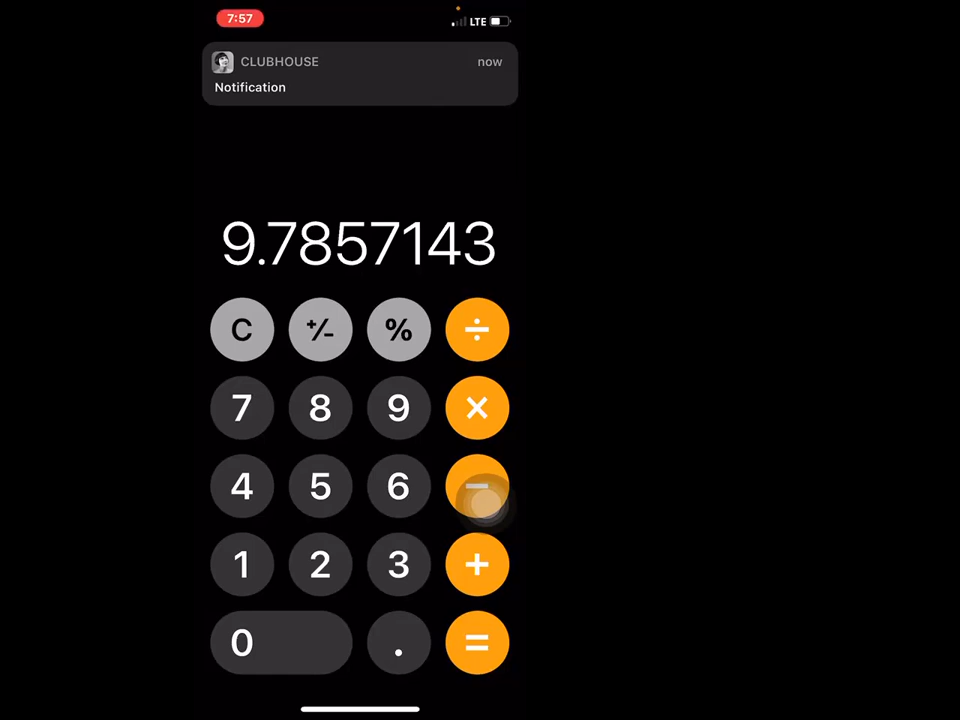 7:57 LTE
CLUBHOUSE now
Notification
9.7857143
C +/- % ÷
7 8 9 ×
4 5 6 −
1 2 3 +
0 . =